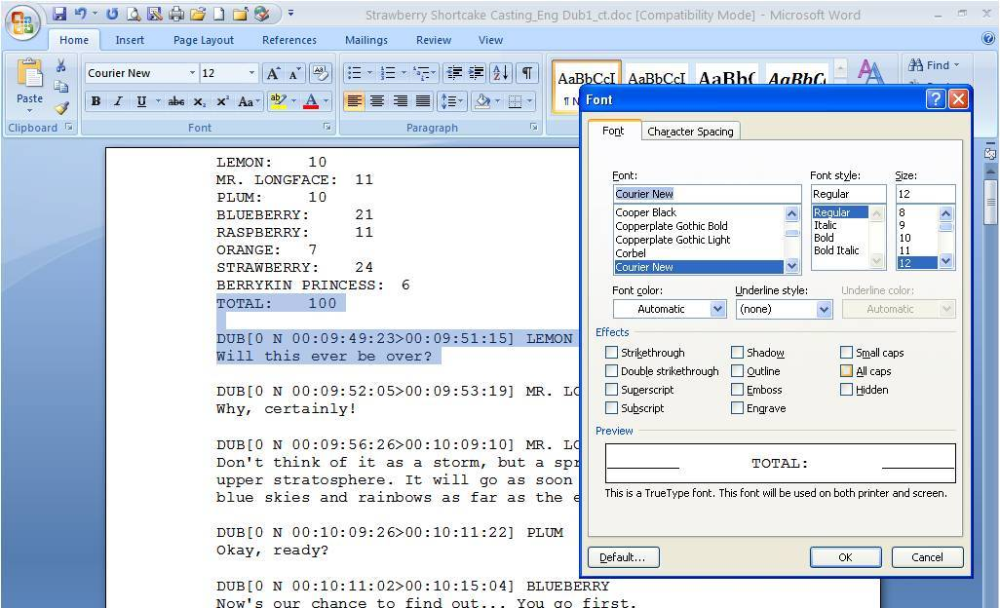 Strawberry Shortcake Casting_Eng Dub1_ct.doc [Compatibility Mode] - Microsoft Word
Home Insert Page Layout References Mailings Review View
Paste
Courier New 12
AaBbCcI AaBbCcI AaBbC AaBbC
Find
B I U abc x₂ x² Aa ab A
¶ N
Clipboard Font Paragraph
LEMON: 10
MR. LONGFACE: 11
PLUM: 10
BLUEBERRY: 21
RASPBERRY: 11
ORANGE: 7
STRAWBERRY: 24
BERRYKIN PRINCESS: 6
TOTAL: 100
DUB[0 N 00:09:49:23>00:09:51:15] LEMON
Will this ever be over?
DUB[0 N 00:09:52:05>00:09:53:19] MR. LO
Why, certainly!
DUB[0 N 00:09:56:26>00:10:09:10] MR. LO
Don't think of it as a storm, but a spr
upper stratosphere. It will go as soon
blue skies and rainbows as far as the e
DUB[0 N 00:10:09:26>00:10:11:22] PLUM
Okay, ready?
DUB[0 N 00:10:11:02>00:10:15:04] BLUEBERRY
Now's our chance to find out... You go first.
Font
Font Character Spacing
Font: Font style: Size:
Courier New Regular 12
Cooper Black Regular 8
Copperplate Gothic Bold Italic 9
Copperplate Gothic Light Bold 10
Corbel Bold Italic 11
Courier New 12
Font color: Underline style: Underline color:
Automatic (none) Automatic
Effects
Strikethrough Shadow Small caps
Double strikethrough Outline All caps
Superscript Emboss Hidden
Subscript Engrave
Preview
TOTAL:
This is a TrueType font. This font will be used on both printer and screen.
Default... OK Cancel